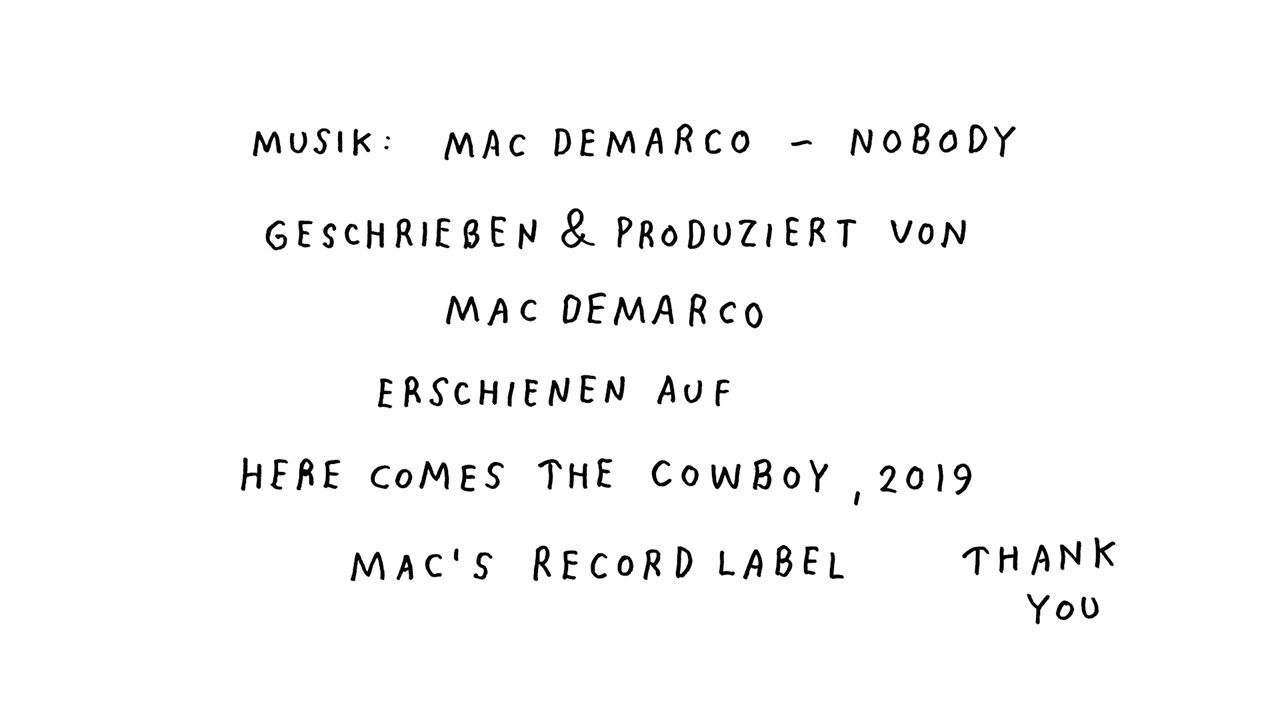 MUSIK: MAC DEMARCO – NOBODY
GESCHRIEBEN & PRODUZIERT VON
MAC DEMARCO
ERSCHIENEN AUF
HERE COMES THE COWBOY, 2019
MAC'S RECORD LABEL
THANK
YOU